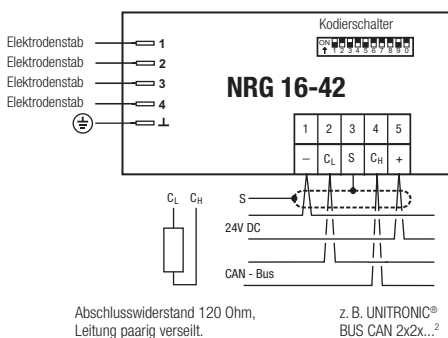 Kodierschalter
ON
1 2 3 4 5 6 7 8 9 0
Elektrodenstab 1
Elektrodenstab 2
Elektrodenstab 3
Elektrodenstab 4
NRG 16-42
1 2 3 4 5
– CL S CH +
CL CH
S
24V DC
CAN - Bus
Abschlusswiderstand 120 Ohm,
Leitung paarig verseilt.
z. B. UNITRONIC®
BUS CAN 2x2x...²